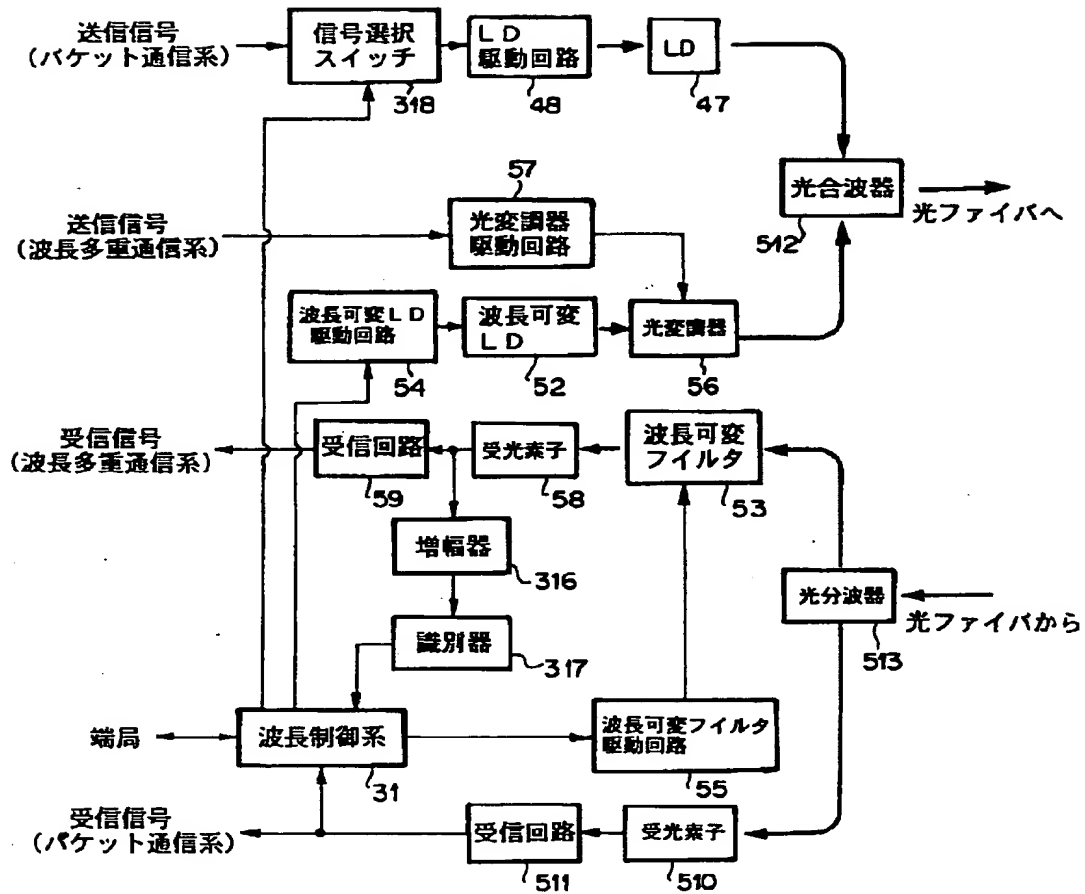 送信信号
(パケット通信系)
信号選択
スイッチ
318
LD
駆動回路
48
LD
47
光合波器
512
光ファイバへ
送信信号
(波長多重通信系)
57
光変調器
駆動回路
波長可変LD
駆動回路
54
波長可変
LD
52
光変調器
56
受信信号
(波長多重通信系)
受信回路
59
受光素子
58
波長可変
フイルタ
53
増幅器
316
識別器
317
光分波器
513
光ファイバから
端局
波長制御系
31
波長可変フイルタ
駆動回路
55
受信信号
(パケット通信系)
受信回路
511
受光素子
510